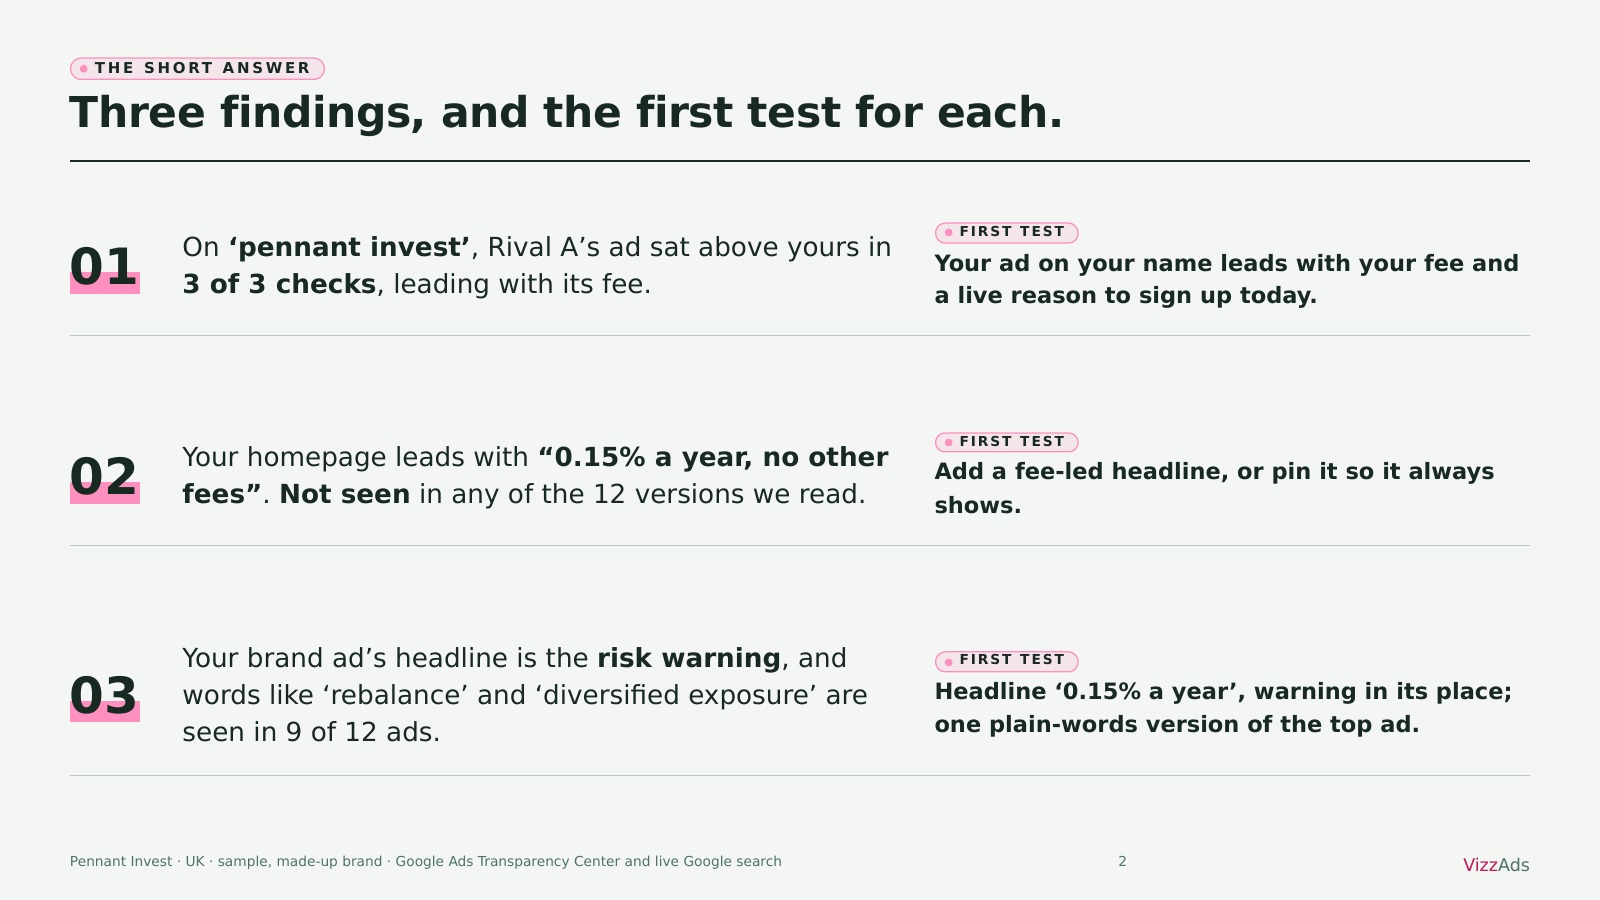 THE SHORT ANSWER
Three findings, and the first test for each.
01
On ‘pennant invest’, Rival A’s ad sat above yours in
3 of 3 checks, leading with its fee.
FIRST TEST
Your ad on your name leads with your fee and
a live reason to sign up today.
02
Your homepage leads with “0.15% a year, no other
fees”. Not seen in any of the 12 versions we read.
FIRST TEST
Add a fee-led headline, or pin it so it always
shows.
03
Your brand ad’s headline is the risk warning, and
words like ‘rebalance’ and ‘diversified exposure’ are
seen in 9 of 12 ads.
FIRST TEST
Headline ‘0.15% a year’, warning in its place;
one plain-words version of the top ad.
Pennant Invest · UK · sample, made-up brand · Google Ads Transparency Center and live Google search
2
VizzAds